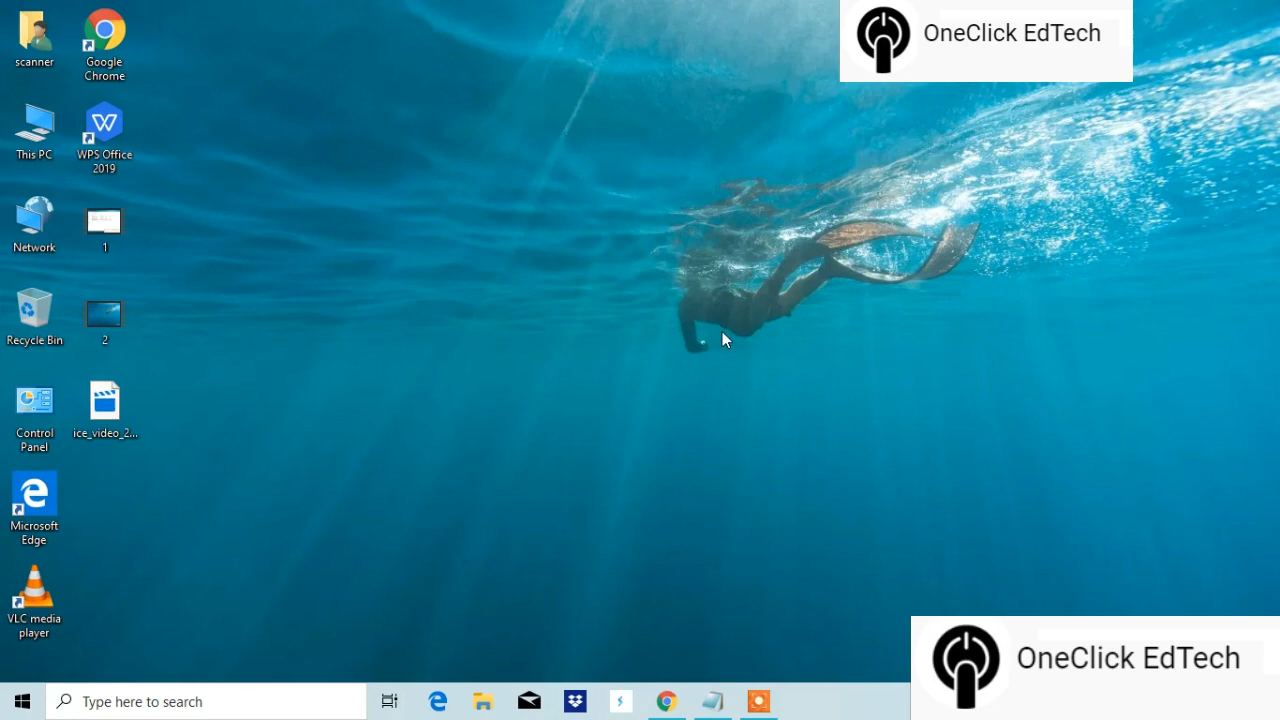 scanner
Google
Chrome
OneClick EdTech
This PC
WPS Office
2019
Network
1
Recycle Bin
2
Control
Panel
ice_video_2...
Microsoft
Edge
VLC media
player
OneClick EdTech
Type here to search